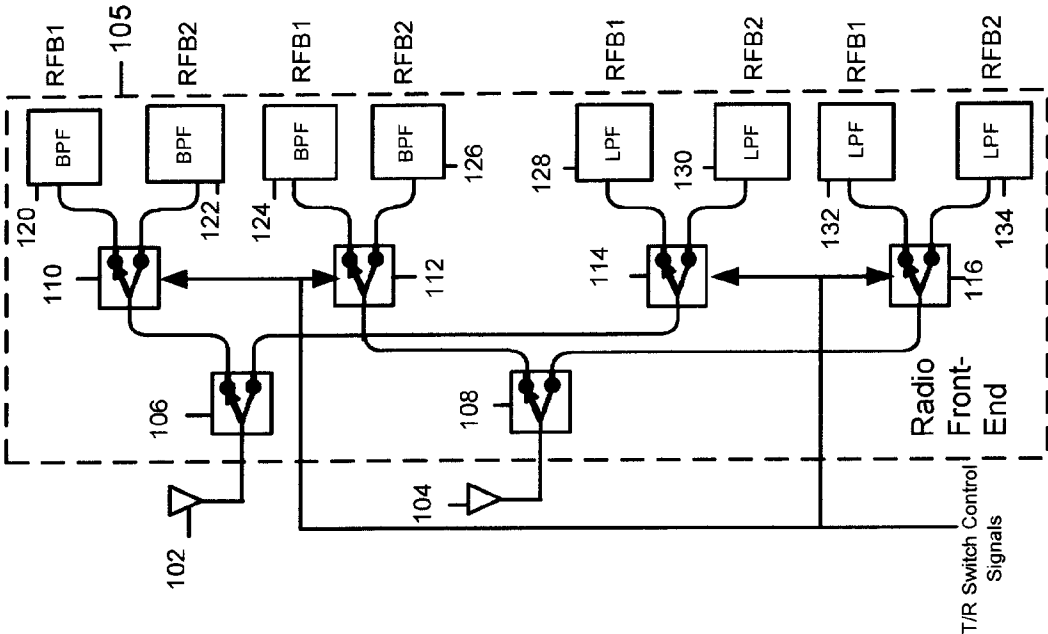 RFB1
105
RFB2
RFB1
RFB2
RFB1
RFB2
RFB1
RFB2
BPF
BPF
BPF
BPF
LPF
LPF
LPF
LPF
120
122
124
126
128
130
132
134
110
112
114
116
106
108
102
104
Radio
Front-
End
T/R Switch Control
Signals